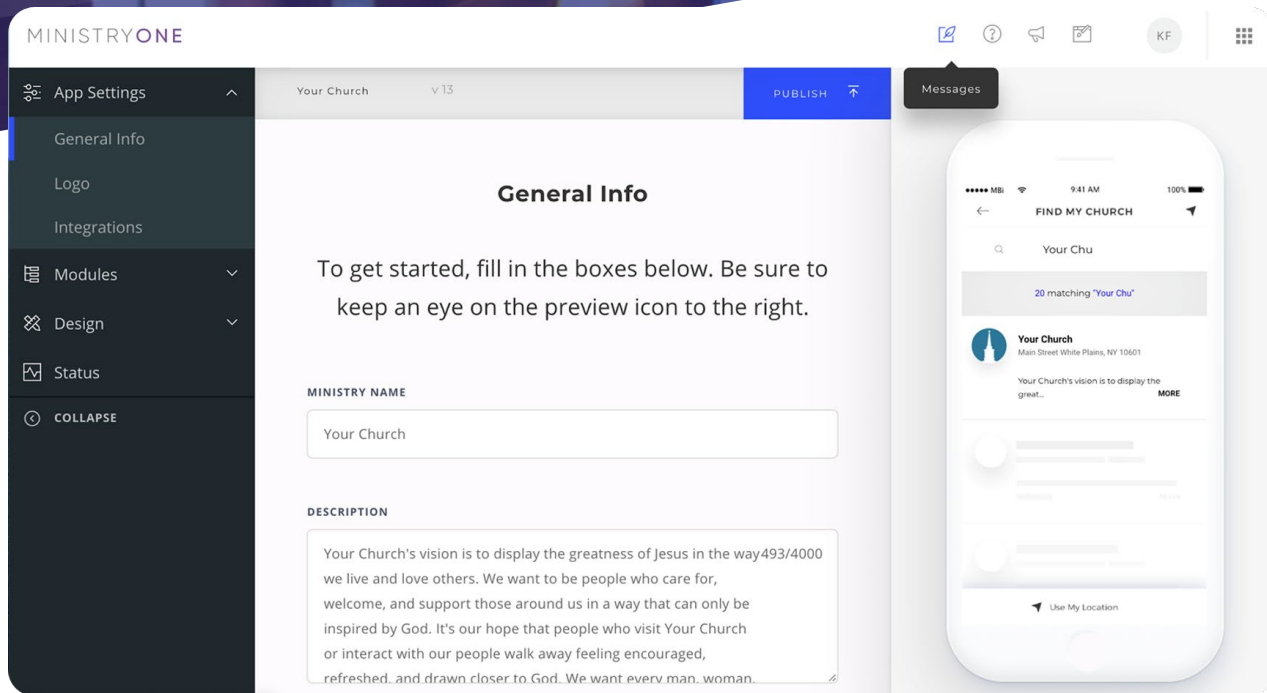 MINISTRYONE
KF
App Settings
General Info
Logo
Integrations
Modules
Design
Status
COLLAPSE
Your Church v 13
PUBLISH
Messages
General Info
To get started, fill in the boxes below. Be sure to
keep an eye on the preview icon to the right.
MINISTRY NAME
Your Church
DESCRIPTION
Your Church's vision is to display the greatness of Jesus in the way 493/4000
we live and love others. We want to be people who care for,
welcome, and support those around us in a way that can only be
inspired by God. It's our hope that people who visit Your Church
or interact with our people walk away feeling encouraged,
refreshed, and drawn closer to God. We want every man, woman,
MBi 9:41 AM 100%
FIND MY CHURCH
Your Chu
20 matching "Your Chu"
Your Church
Main Street White Plains, NY 10601
Your Church's vision is to display the
great... MORE
More
Use My Location